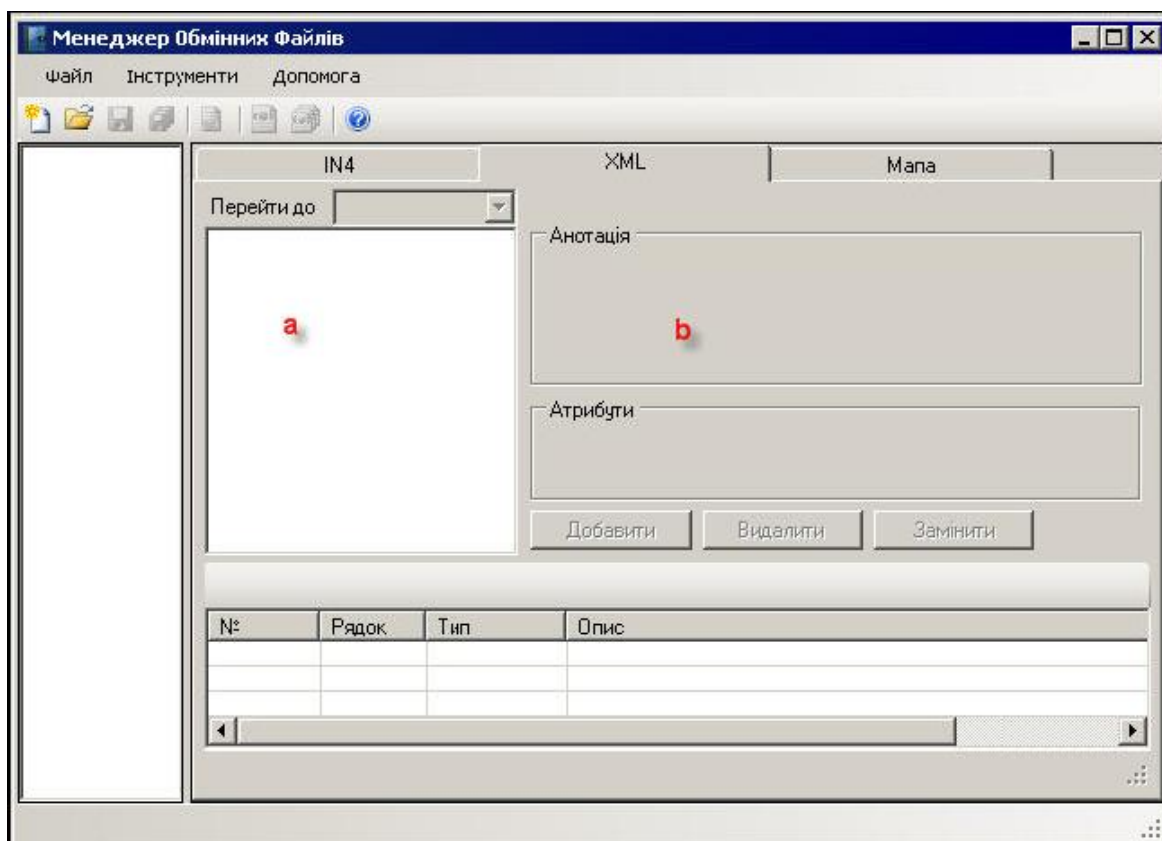 Менеджер Обмінних Файлів
Файл Інструменти Допомога
IN4 XML Мапа
Перейти до
Анотація
a b
Атрибути
Добавити Видалити Замінити
№ Рядок Тип Опис